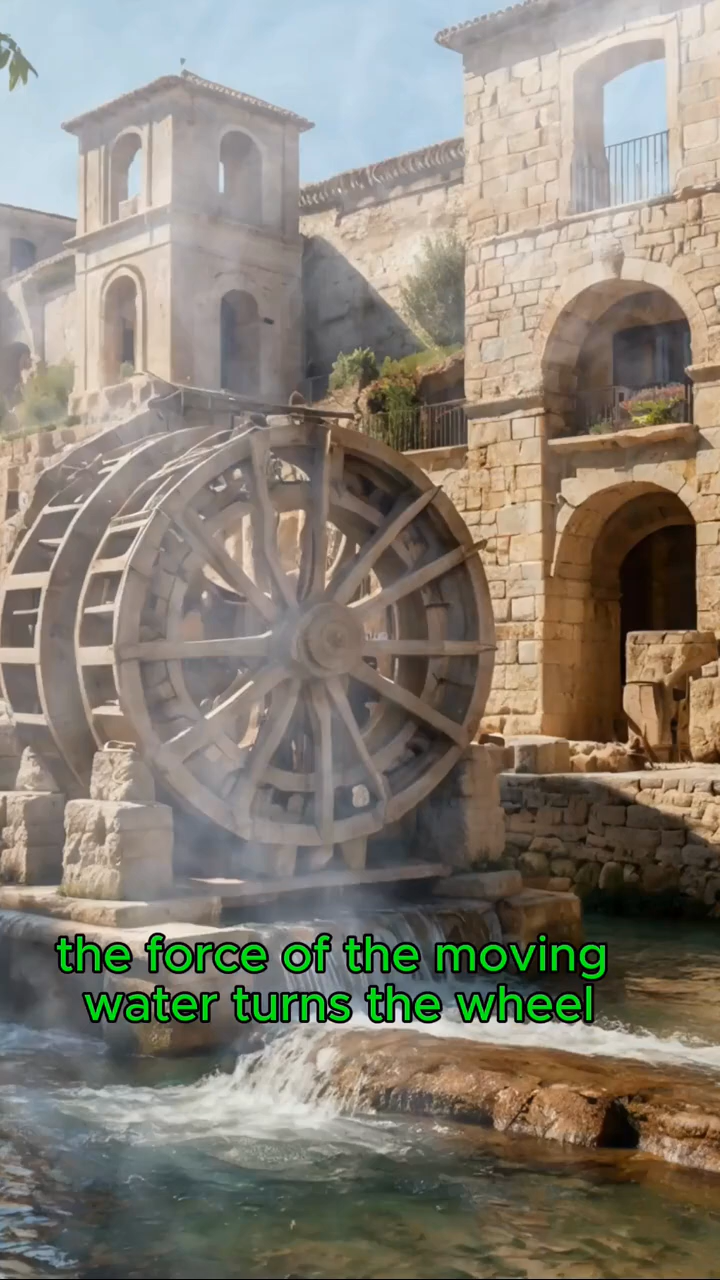 the force of the moving
water turns the wheel